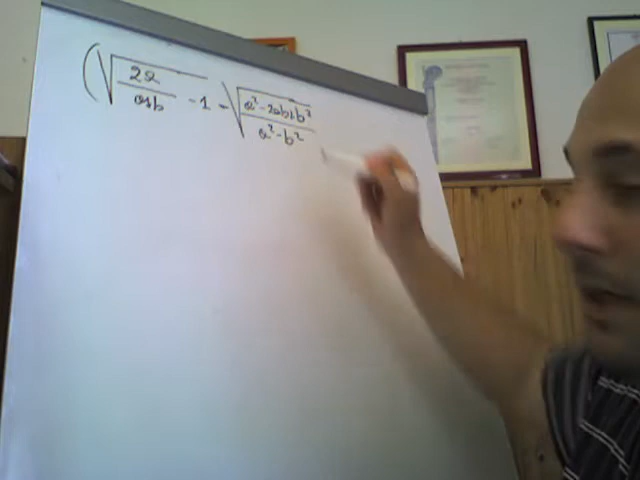 (√(2a/(a+b) - 1) - √((a² - 2ab + b²)/(a² - b²))